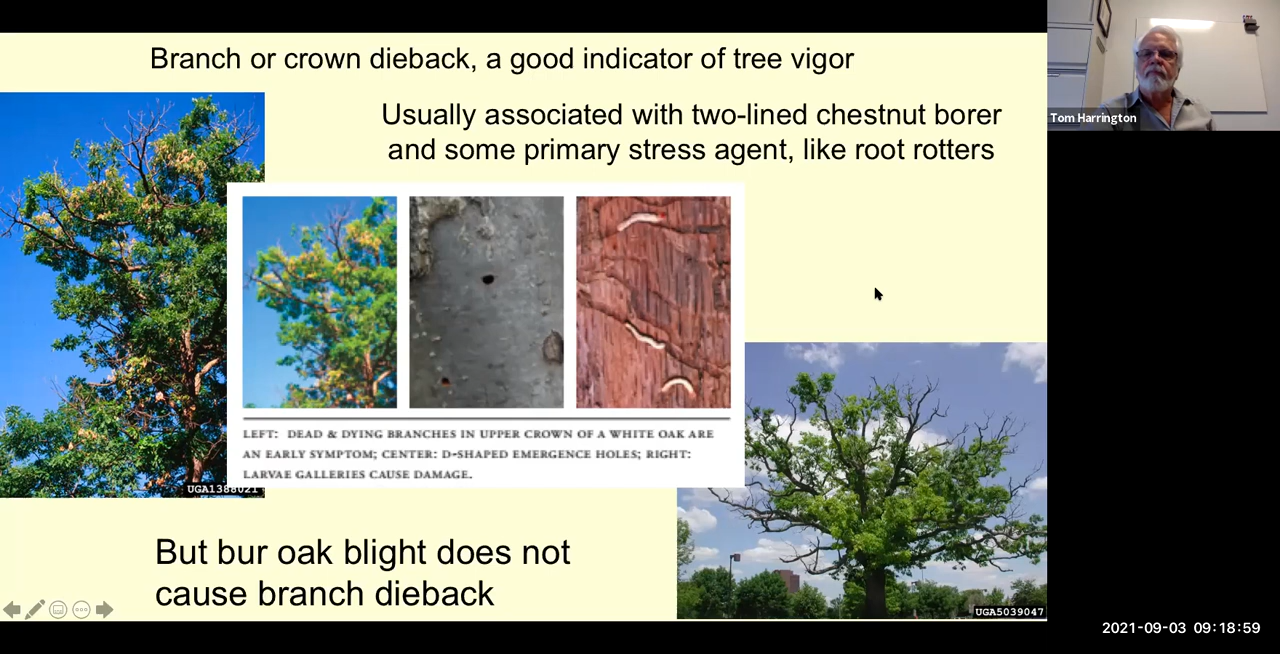 Branch or crown dieback, a good indicator of tree vigor
Usually associated with two-lined chestnut borer
and some primary stress agent, like root rotters
Tom Harrington
LEFT: DEAD & DYING BRANCHES IN UPPER CROWN OF A WHITE OAK ARE
AN EARLY SYMPTOM; CENTER: D-SHAPED EMERGENCE HOLES; RIGHT:
LARVAE GALLERIES CAUSE DAMAGE.
UGA1388021
But bur oak blight does not
cause branch dieback
UGA5039047
2021-09-03 09:18:59